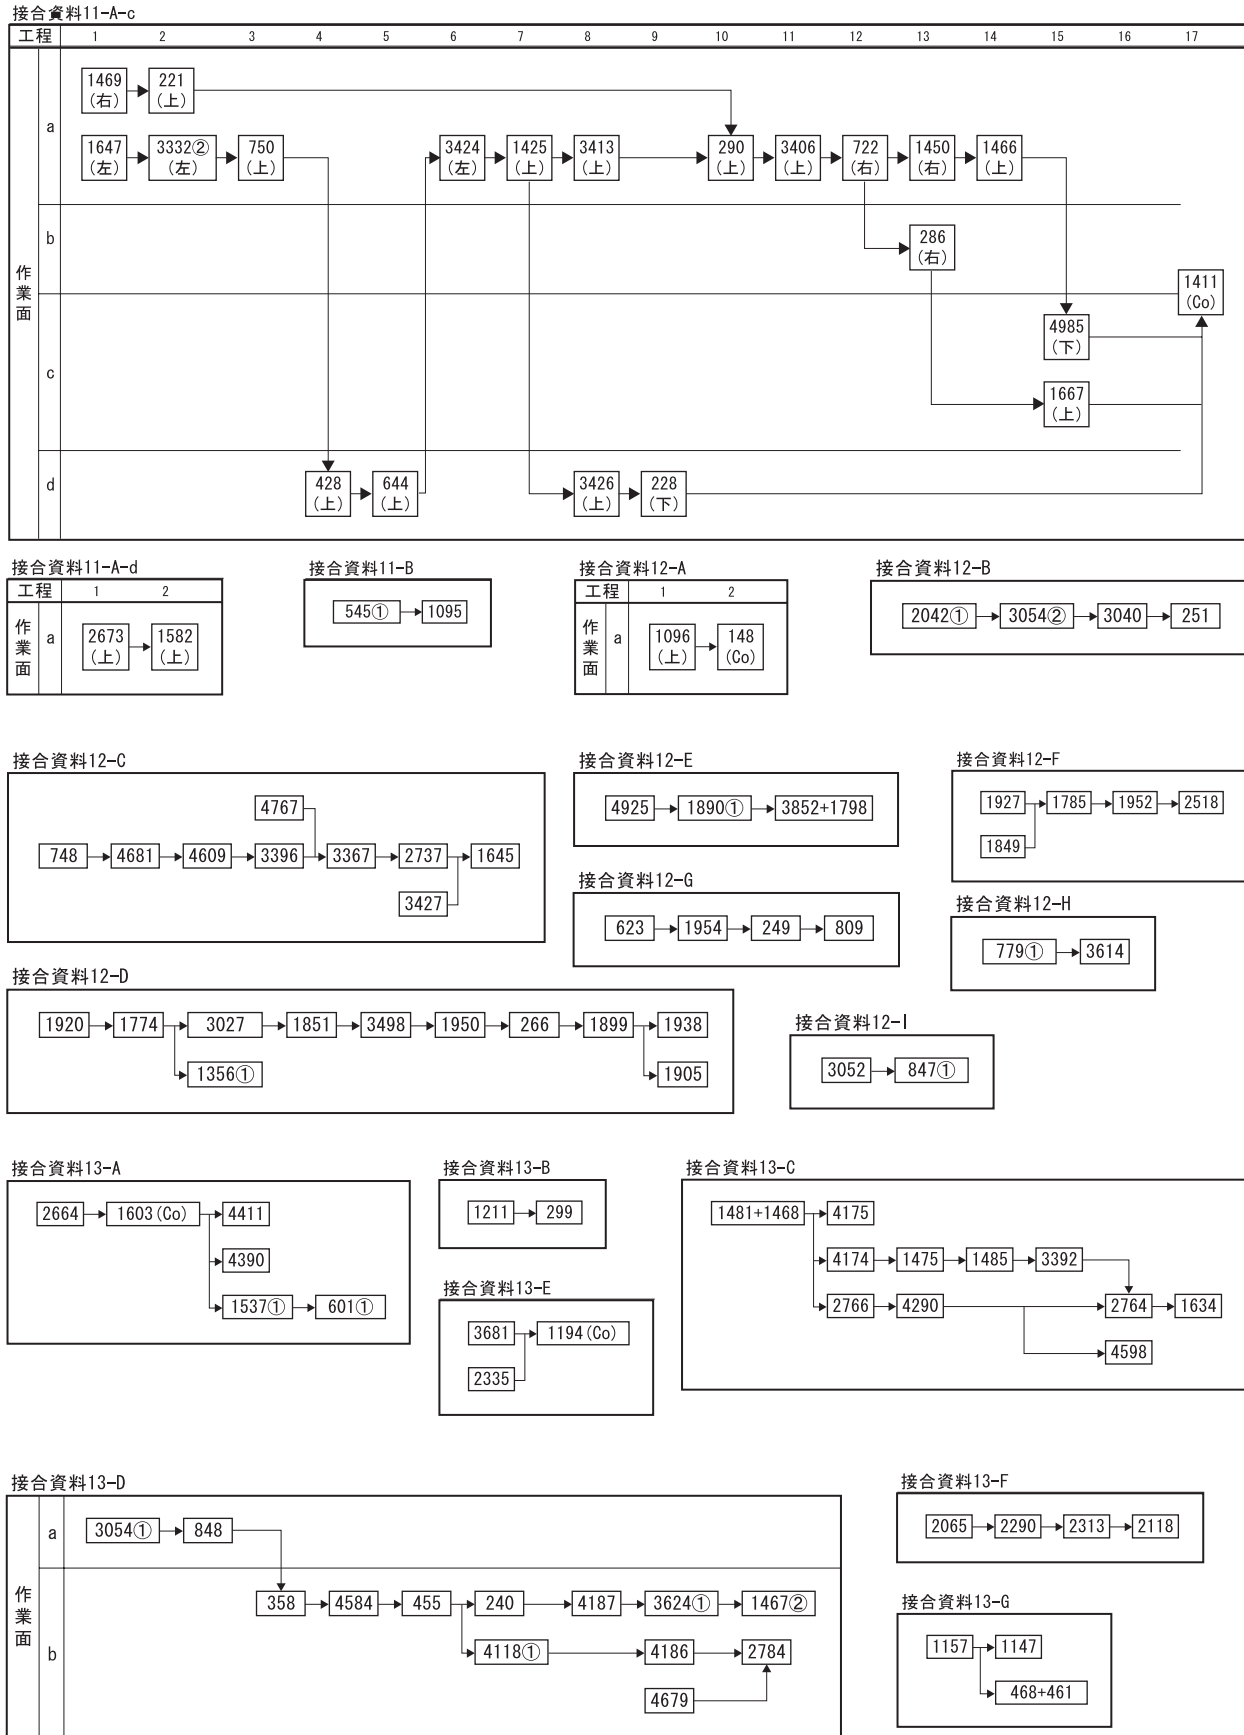 接合資料11-A-c
工程 1 2 3 4 5 6 7 8 9 10 11 12 13 14 15 16 17
作業面
a
1469 (右) 221 (上)
1647 (左) 3332② (左) 750 (上) 3424 (左) 1425 (上) 3413 (上) 290 (上) 3406 (上) 722 (右) 1450 (右) 1466 (上)
b
286 (右)
1411 (Co)
c
4985 (下)
1667 (上)
d
428 (上) 644 (上) 3426 (上) 228 (下)
接合資料11-A-d
工程 1 2
作業面 a
2673 (上) 1582 (上)
接合資料11-B
545① 1095
接合資料12-A
工程 1 2
作業面 a
1096 (上) 148 (Co)
接合資料12-B
2042① 3054② 3040 251
接合資料12-C
4767
748 4681 4609 3396 3367 2737 1645
3427
接合資料12-E
4925 1890① 3852+1798
接合資料12-F
1927 1785 1952 2518
1849
接合資料12-G
623 1954 249 809
接合資料12-H
779① 3614
接合資料12-D
1920 1774 3027 1851 3498 1950 266 1899 1938
1356① 1905
接合資料12-I
3052 847①
接合資料13-A
2664 1603(Co) 4411
4390
1537① 601①
接合資料13-B
1211 299
接合資料13-C
1481+1468 4175
4174 1475 1485 3392
2766 4290 2764 1634
4598
接合資料13-E
3681 1194(Co)
2335
接合資料13-D
作業面
a
3054① 848
b
358 4584 455 240 4187 3624① 1467②
4118① 4186 2784
4679
接合資料13-F
2065 2290 2313 2118
接合資料13-G
1157 1147
468+461